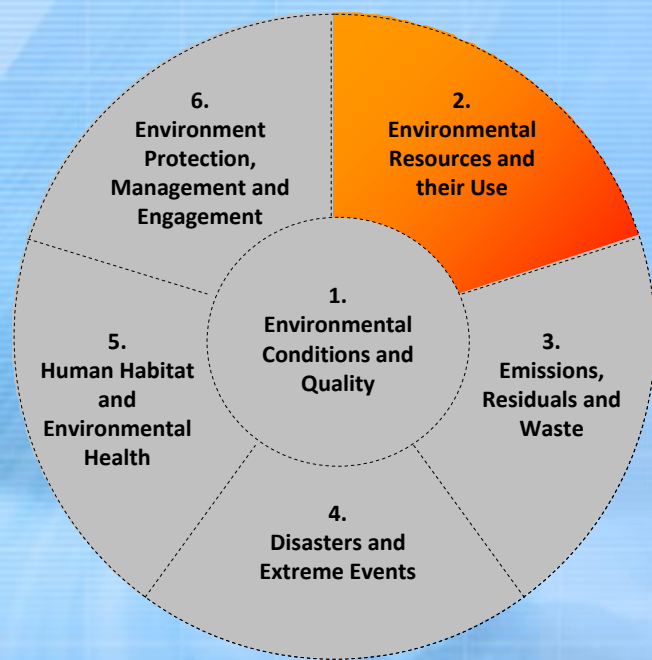 1.
Environmental
Conditions and
Quality
2.
Environmental
Resources and
their Use
3.
Emissions,
Residuals and
Waste
4.
Disasters and
Extreme Events
5.
Human Habitat
and
Environmental
Health
6.
Environment
Protection,
Management and
Engagement